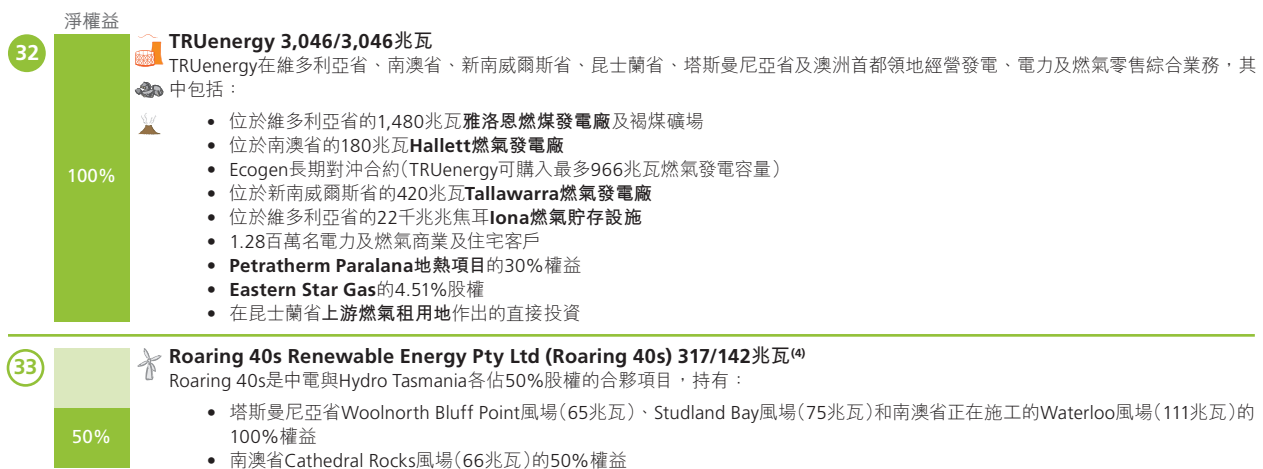 淨權益
32
TRUenergy 3,046/3,046兆瓦
TRUenergy在維多利亞省、南澳省、新南威爾斯省、昆士蘭省、塔斯曼尼亞省及澳洲首都領地經營發電、電力及燃氣零售綜合業務，其
中包括：
• 位於維多利亞省的1,480兆瓦雅洛恩燃煤發電廠及褐煤礦場
• 位於南澳省的180兆瓦Hallett燃氣發電廠
• Ecogen長期對沖合約（TRUenergy可購入最多966兆瓦燃氣發電容量）
100%
• 位於新南威爾斯省的420兆瓦Tallawarra燃氣發電廠
• 位於維多利亞省的22千兆兆焦耳Iona燃氣貯存設施
• 1.28百萬名電力及燃氣商業及住宅客戶
• Petratherm Paralana地熱項目的30%權益
• Eastern Star Gas的4.51%股權
• 在昆士蘭省上游燃氣租用地作出的直接投資
33
Roaring 40s Renewable Energy Pty Ltd (Roaring 40s) 317/142兆瓦(4)
Roaring 40s是中電與Hydro Tasmania各佔50%股權的合夥項目，持有：
• 塔斯曼尼亞省Woolnorth Bluff Point風場（65兆瓦）、Studland Bay風場（75兆瓦）和南澳省正在施工的Waterloo風場（111兆瓦）的
100%權益
50%
• 南澳省Cathedral Rocks風場（66兆瓦）的50%權益